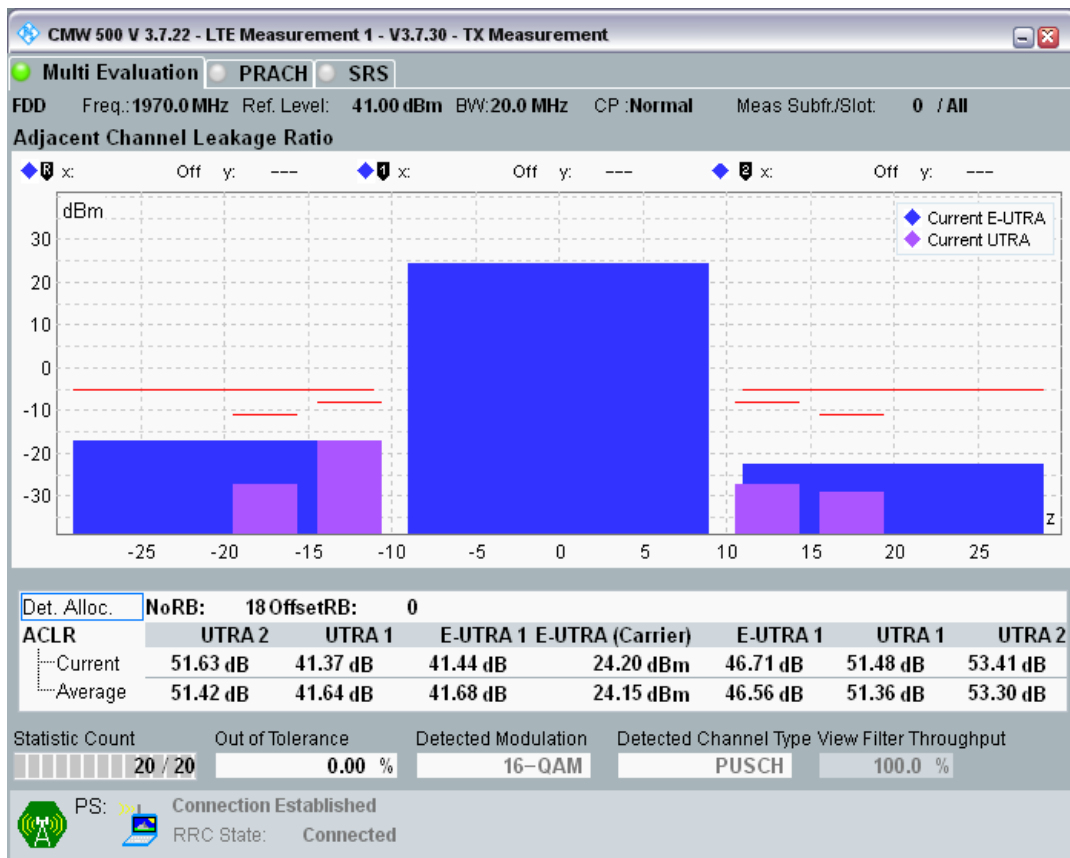 CMW 500 V 3.7.22 - LTE Measurement 1 - V3.7.30 - TX Measurement
Multi Evaluation PRACH SRS
FDD Freq.: 1970.0 MHz Ref. Level: 41.00 dBm BW: 20.0 MHz CP : Normal Meas Subfr./Slot: 0 / All
Adjacent Channel Leakage Ratio
R x: Off y: --- 1 x: Off y: --- 2 x: Off y: ---
dBm
Current E-UTRA
Current UTRA
30
20
10
0
-10
-20
-30
z
-25 -20 -15 -10 -5 0 5 10 15 20 25
Det. Alloc. NoRB: 18 OffsetRB: 0
ACLR UTRA 2 UTRA 1 E-UTRA 1 E-UTRA (Carrier) E-UTRA 1 UTRA 1 UTRA 2
Current 51.63 dB 41.37 dB 41.44 dB 24.20 dBm 46.71 dB 51.48 dB 53.41 dB
Average 51.42 dB 41.64 dB 41.68 dB 24.15 dBm 46.56 dB 51.36 dB 53.30 dB
Statistic Count Out of Tolerance Detected Modulation Detected Channel Type View Filter Throughput
20 / 20 0.00 % 16-QAM PUSCH 100.0 %
PS: Connection Established
RRC State: Connected